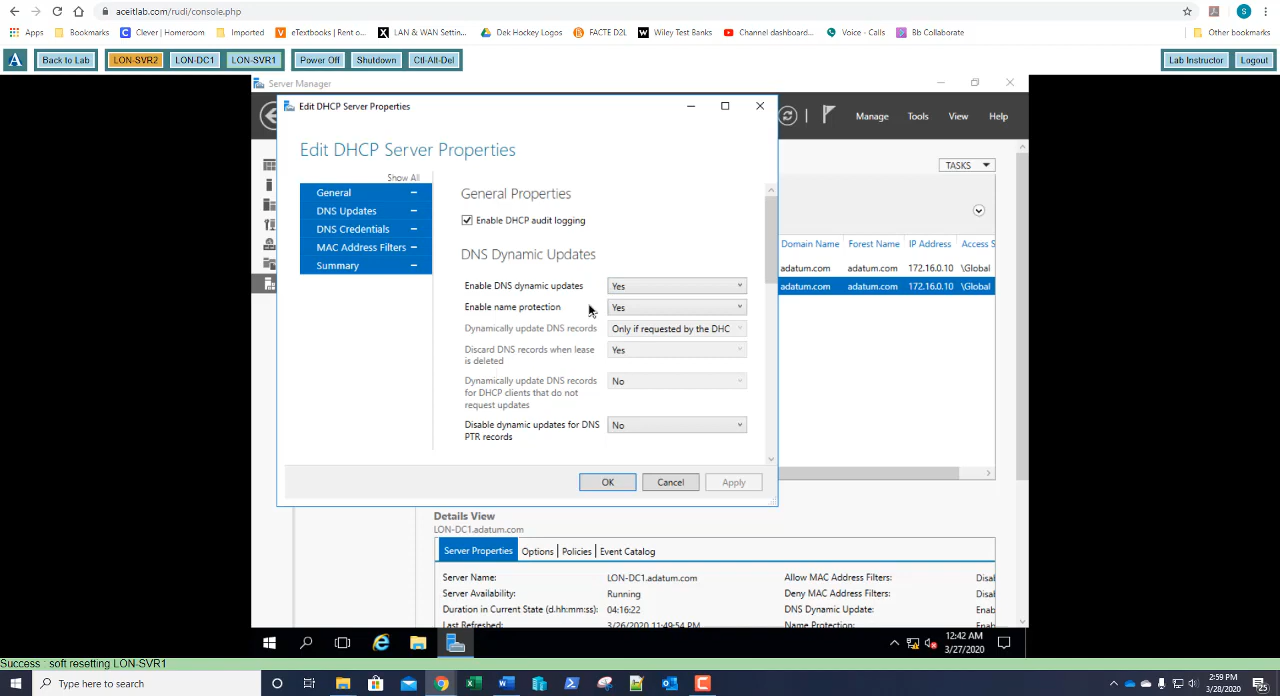 aceitlab.com/rudi/console.php
S
Apps
Bookmarks
Clever | Homeroom
Imported
eTextbooks | Rent o...
LAN & WAN Settin...
Dek Hockey Logos
FACTE D2L
Wiley Test Banks
Channel dashboard...
Voice - Calls
Bb Collaborate
Other bookmarks
A
Back to Lab
LON-SVR2
LON-DC1
LON-SVR1
Power Off
Shutdown
Ctl-Alt-Del
Lab Instructor
Logout
Server Manager
Edit DHCP Server Properties
Manage
Tools
View
Help
Edit DHCP Server Properties
TASKS
Show All
General
DNS Updates
DNS Credentials
MAC Address Filters
Summary
General Properties
Enable DHCP audit logging
DNS Dynamic Updates
Enable DNS dynamic updates
Yes
Enable name protection
Yes
Dynamically update DNS records
Only if requested by the DHC
Discard DNS records when lease
is deleted
Yes
Dynamically update DNS records
for DHCP clients that do not
request updates
No
Disable dynamic updates for DNS
PTR records
No
OK
Cancel
Apply
Domain Name Forest Name IP Address Access S
adatum.com adatum.com 172.16.0.10 \Global
adatum.com adatum.com 172.16.0.10 \Global
Details View
LON-DC1.adatum.com
Server Properties
Options
Policies
Event Catalog
Server Name: LON-DC1.adatum.com Allow MAC Address Filters: Disal
Server Availability: Running Deny MAC Address Filters: Disal
Duration in Current State (d.hh:mm:ss): 04:16:22 DNS Dynamic Update: Enab
Last Refreshed: 3/26/2020 11:49:54 PM Name Protection: Enab
12:42 AM
3/27/2020
Success : soft resetting LON-SVR1
Type here to search
2:59 PM
3/28/2020
25